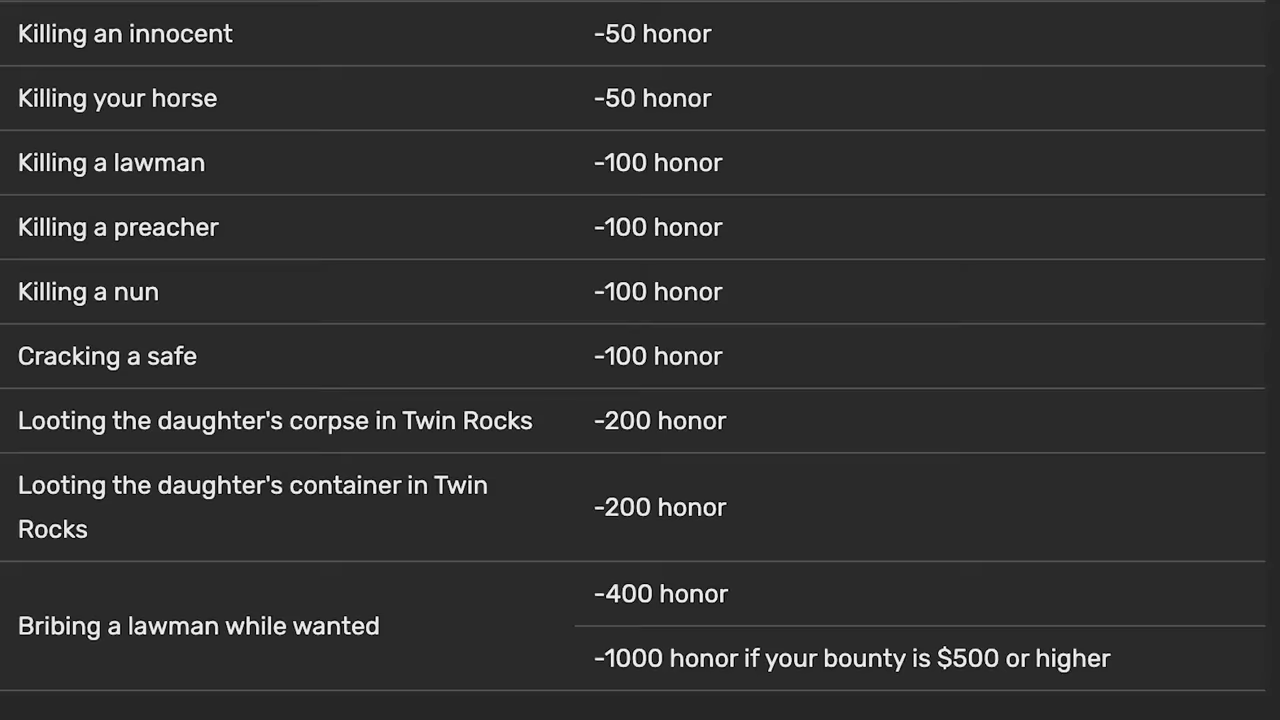 Killing an innocent -50 honor
Killing your horse -50 honor
Killing a lawman -100 honor
Killing a preacher -100 honor
Killing a nun -100 honor
Cracking a safe -100 honor
Looting the daughter's corpse in Twin Rocks -200 honor
Looting the daughter's container in Twin
Rocks
-200 honor
Bribing a lawman while wanted
-400 honor
-1000 honor if your bounty is $500 or higher